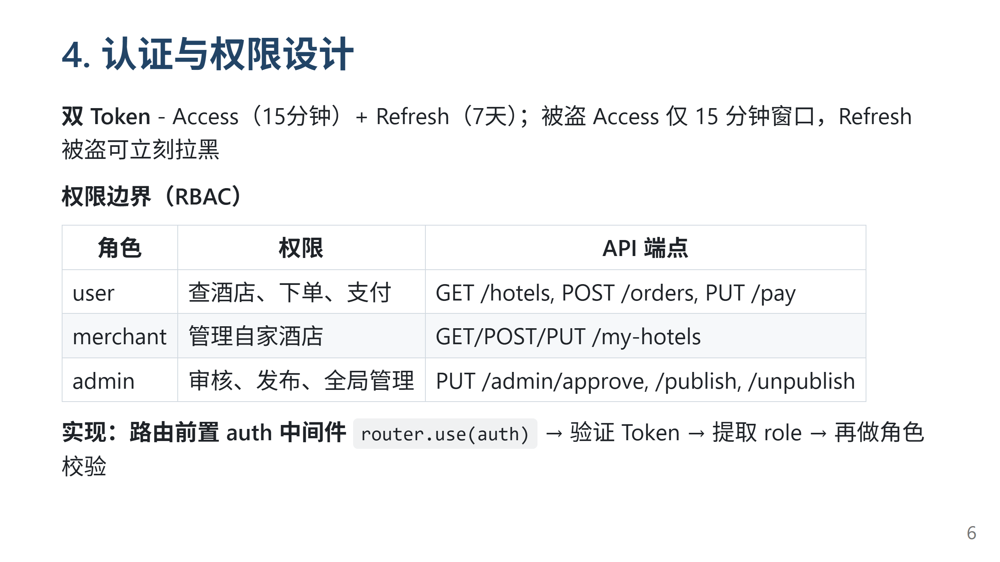 4. 认证与权限设计
双 Token - Access（15分钟）+ Refresh（7天）；被盗 Access 仅 15 分钟窗口，Refresh
被盗可立刻拉黑
权限边界（RBAC）
角色 权限 API 端点
user 查酒店、下单、支付 GET /hotels, POST /orders, PUT /pay
merchant 管理自家酒店 GET/POST/PUT /my-hotels
admin 审核、发布、全局管理 PUT /admin/approve, /publish, /unpublish
实现：路由前置 auth 中间件 router.use(auth) → 验证 Token → 提取 role → 再做角色
校验
6